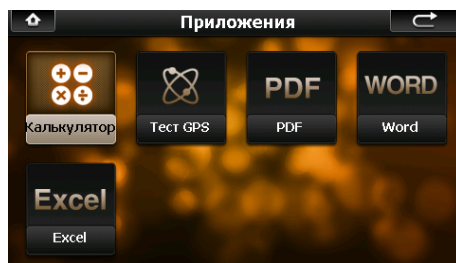 Приложения
Калькулятор
Тест GPS
PDF
PDF
WORD
Word
Excel
Excel